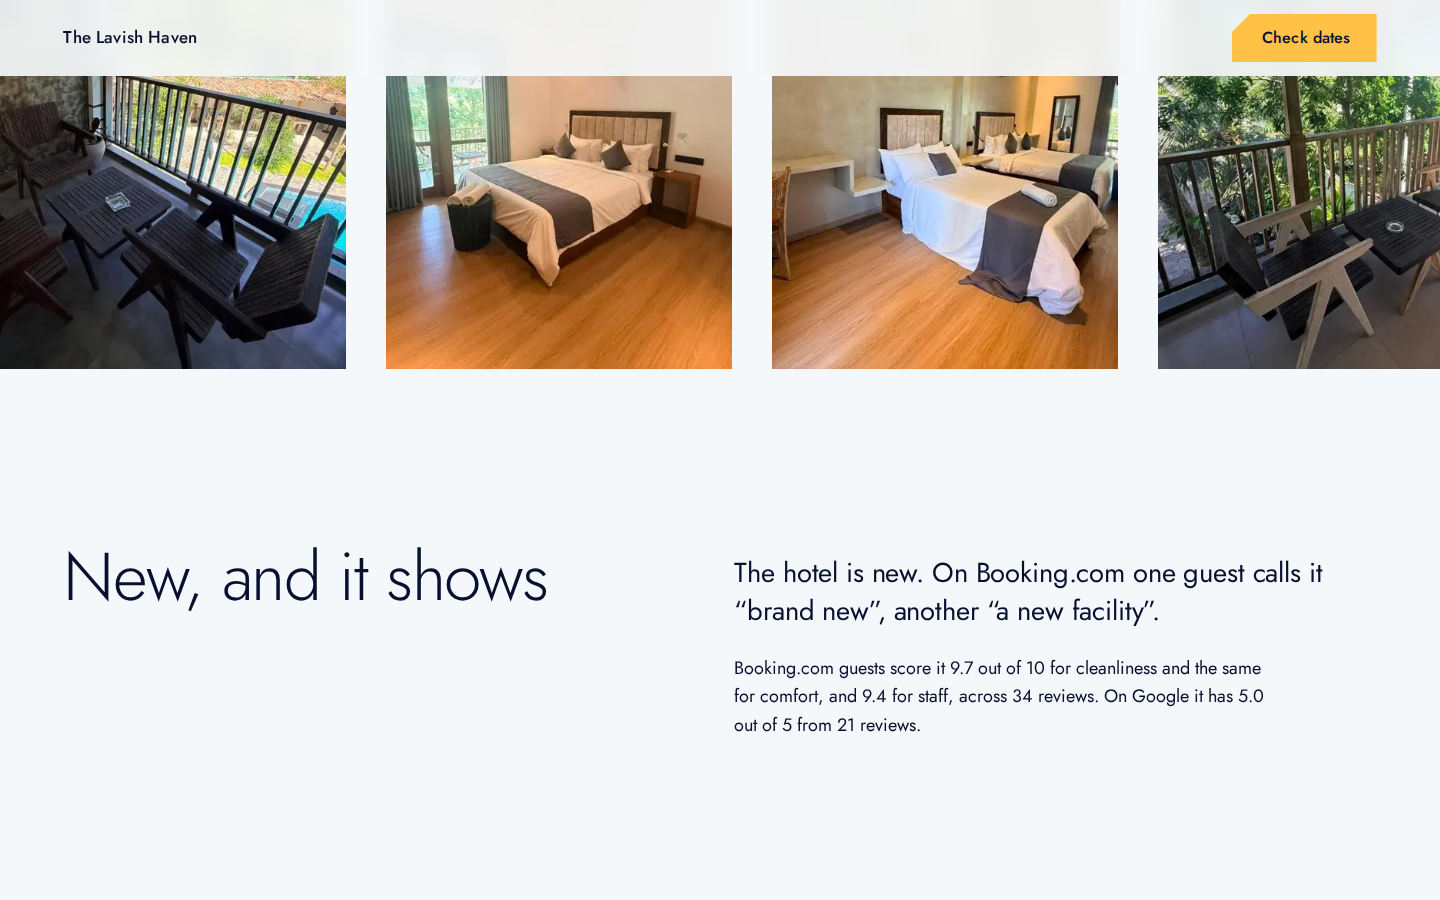 The Lavish Haven
Check dates
New, and it shows
The hotel is new. On Booking.com one guest calls it
“brand new”, another “a new facility”.
Booking.com guests score it 9.7 out of 10 for cleanliness and the same
for comfort, and 9.4 for staff, across 34 reviews. On Google it has 5.0
out of 5 from 21 reviews.